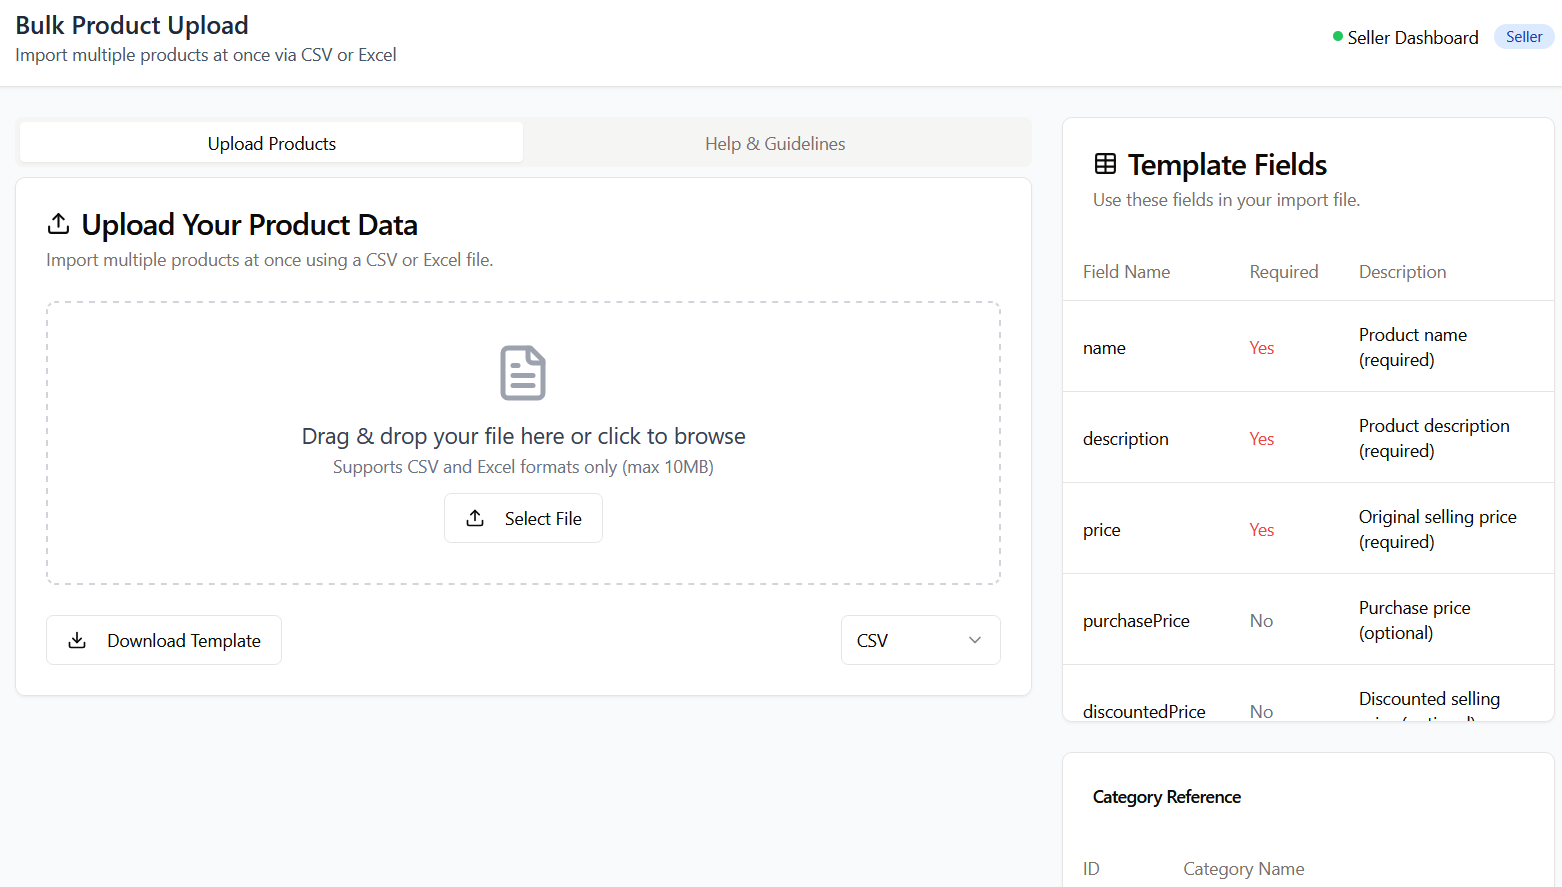 Bulk Product Upload
Import multiple products at once via CSV or Excel
Seller Dashboard
Seller
Upload Products
Help & Guidelines
Upload Your Product Data
Import multiple products at once using a CSV or Excel file.
Drag & drop your file here or click to browse
Supports CSV and Excel formats only (max 10MB)
Select File
Download Template
CSV
Template Fields
Use these fields in your import file.
Field Name Required Description
name Yes Product name
(required)
description Yes Product description
(required)
price Yes Original selling price
(required)
purchasePrice No Purchase price
(optional)
discountedPrice No Discounted selling
Category Reference
ID Category Name